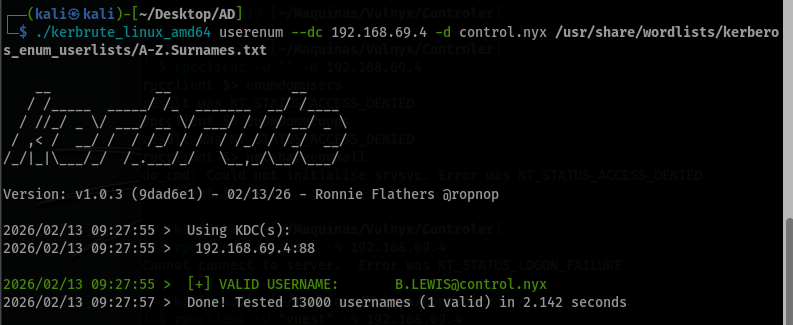 ┌──(kali㉿kali)-[~/Desktop/AD]
└─$ ./kerbrute_linux_amd64 userenum --dc 192.168.69.4 -d control.nyx /usr/share/wordlists/kerbero
s_enum_userlists/A-Z.Surnames.txt
Version: v1.0.3 (9dad6e1) - 02/13/26 - Ronnie Flathers @ropnop
2026/02/13 09:27:55 >  Using KDC(s):
2026/02/13 09:27:55 >   192.168.69.4:88
2026/02/13 09:27:55 >  [+] VALID USERNAME:       B.LEWIS@control.nyx
2026/02/13 09:27:57 >  Done! Tested 13000 usernames (1 valid) in 2.142 seconds